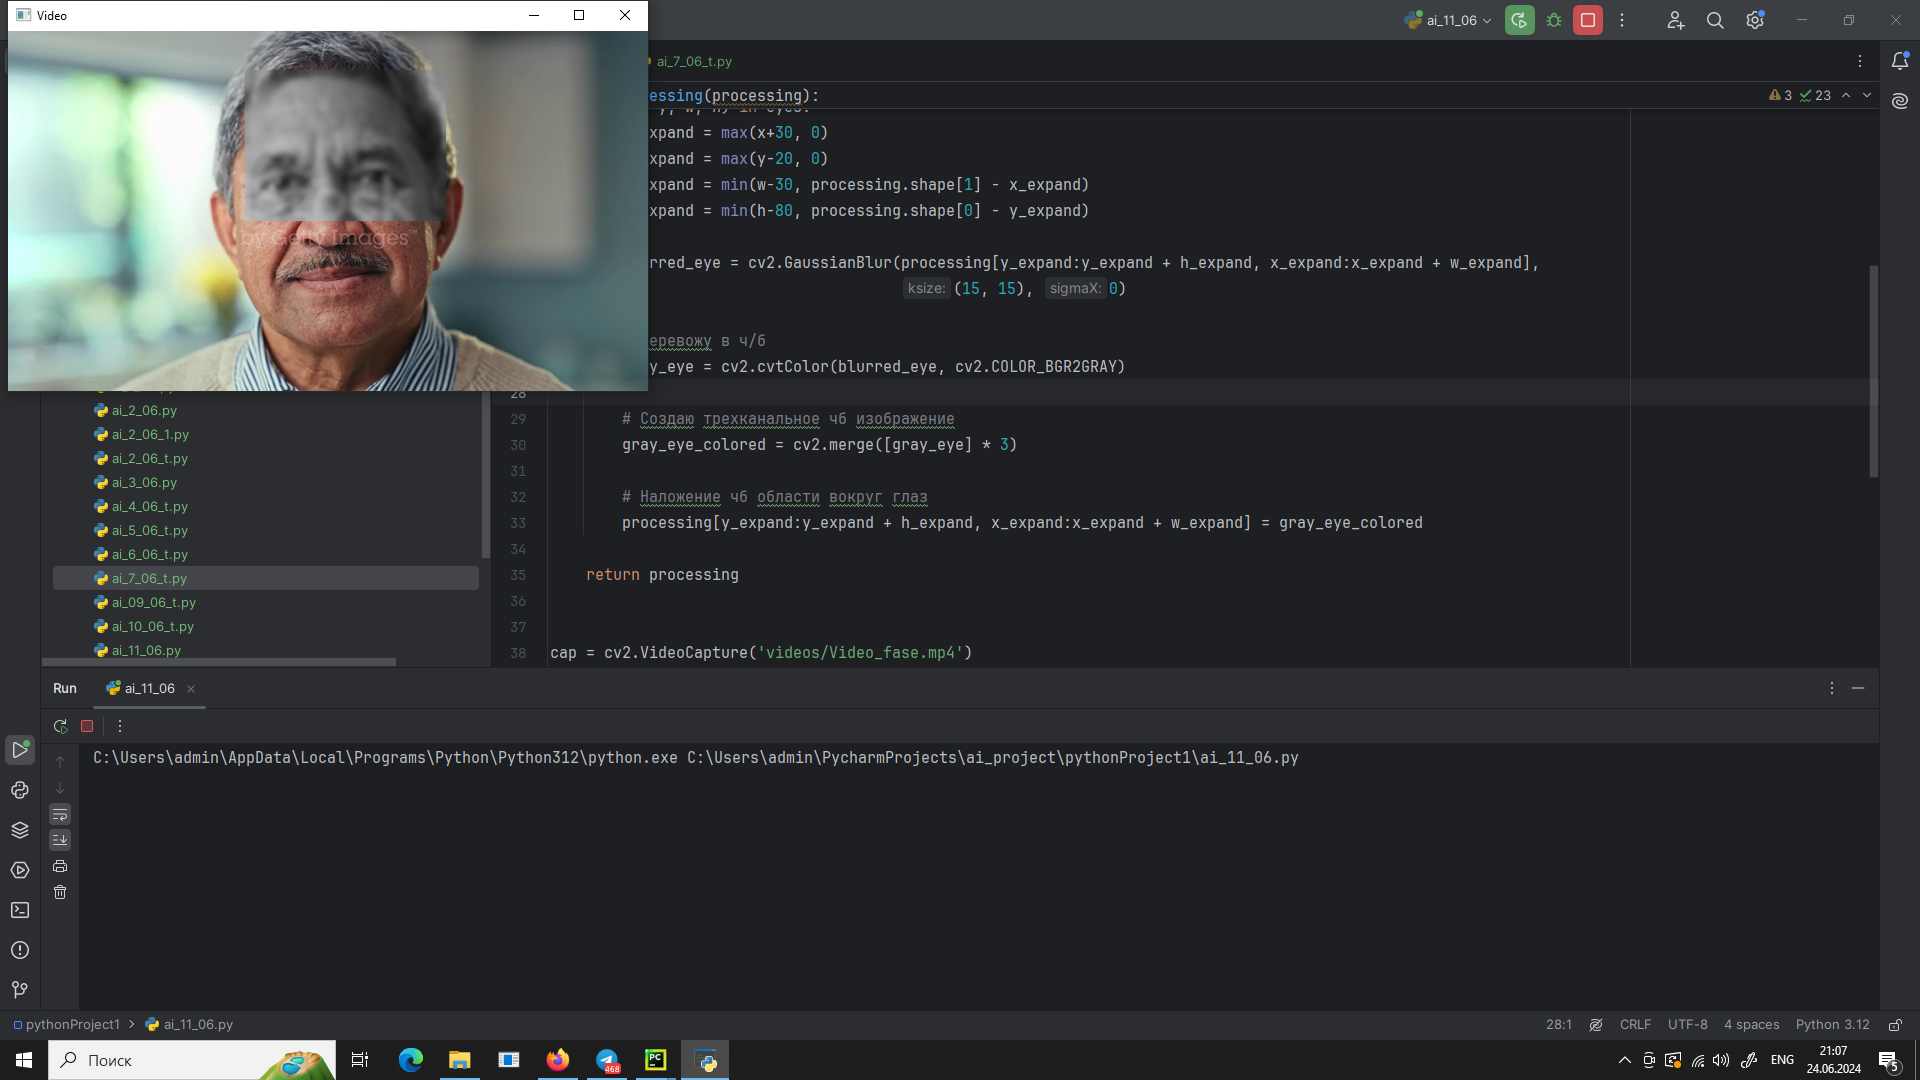 Video
by Getty Images™
ai_11_06
ai_7_06_t.py
essing(processing):
3 23
xpand = max(x+30, 0)
xpand = max(y-20, 0)
xpand = min(w-30, processing.shape[1] - x_expand)
xpand = min(h-80, processing.shape[0] - y_expand)
rred_eye = cv2.GaussianBlur(processing[y_expand:y_expand + h_expand, x_expand:x_expand + w_expand],
ksize: (15, 15), sigmaX: 0)
еревожу в ч/б
y_eye = cv2.cvtColor(blurred_eye, cv2.COLOR_BGR2GRAY)
28
29 # Создаю трехканальное чб изображение
30 gray_eye_colored = cv2.merge([gray_eye] * 3)
31
32 # Наложение чб области вокруг глаз
33 processing[y_expand:y_expand + h_expand, x_expand:x_expand + w_expand] = gray_eye_colored
34
35 return processing
36
37
38 cap = cv2.VideoCapture('videos/Video_fase.mp4')
ai_2_06.py
ai_2_06_1.py
ai_2_06_t.py
ai_3_06.py
ai_4_06_t.py
ai_5_06_t.py
ai_6_06_t.py
ai_7_06_t.py
ai_09_06_t.py
ai_10_06_t.py
ai_11_06.py
Run ai_11_06
C:\Users\admin\AppData\Local\Programs\Python\Python312\python.exe C:\Users\admin\PycharmProjects\ai_project\pythonProject1\ai_11_06.py
pythonProject1 > ai_11_06.py
28:1 CRLF UTF-8 4 spaces Python 3.12
Поиск
468
PC
ENG
21:07
24.06.2024
5